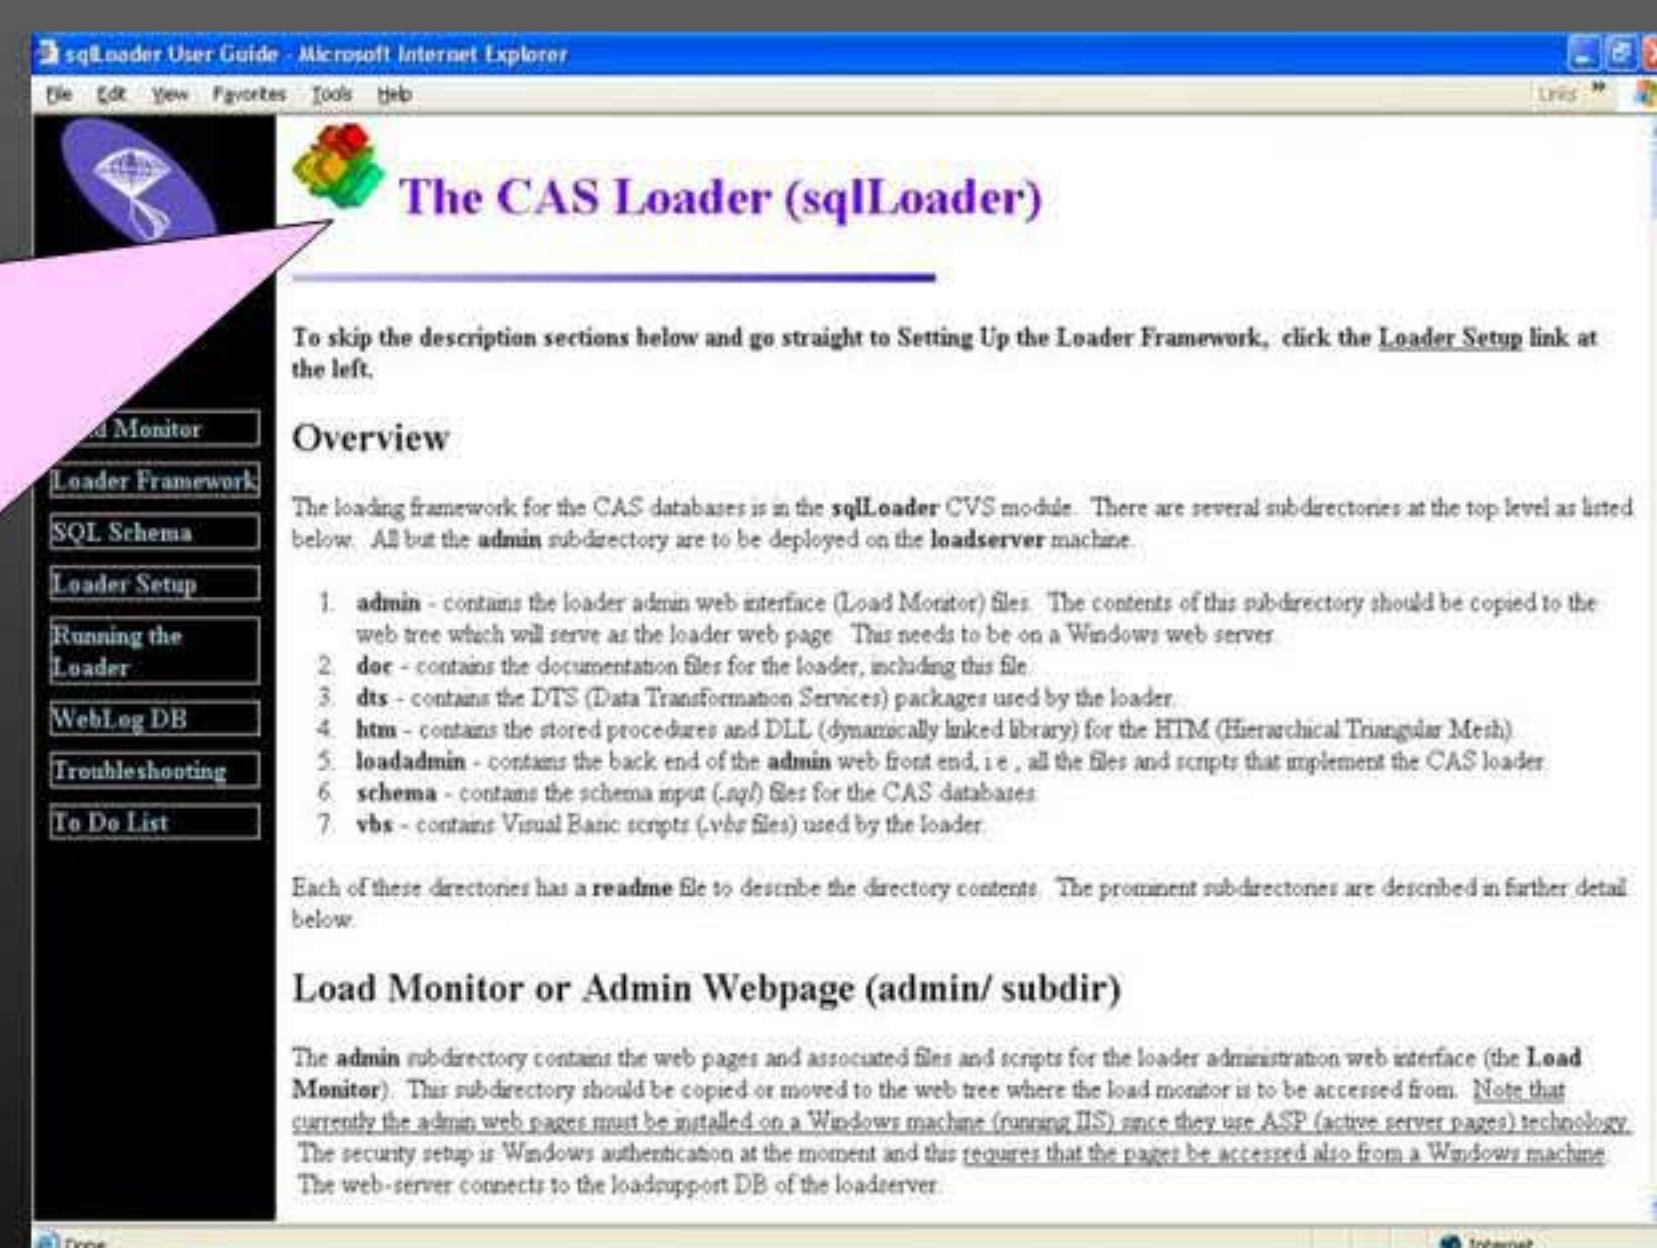 sqlLoader User Guide - Microsoft Internet Explorer
File Edit View Favorites Tools Help
Links
The CAS Loader (sqlLoader)
To skip the description sections below and go straight to Setting Up the Loader Framework, click the Loader Setup link at
the left.
Monitor
Loader Framework
SQL Schema
Loader Setup
Running the
Loader
WebLog DB
Troubleshooting
To Do List
Overview
The loading framework for the CAS databases is in the sqlLoader CVS module. There are several subdirectories at the top level as listed
below. All but the admin subdirectory are to be deployed on the loadserver machine.
1. admin - contains the loader admin web interface (Load Monitor) files. The contents of this subdirectory should be copied to the
web tree which will serve as the loader web page. This needs to be on a Windows web server.
2. doc - contains the documentation files for the loader, including this file.
3. dts - contains the DTS (Data Transformation Services) packages used by the loader.
4. htm - contains the stored procedures and DLL (dynamically linked library) for the HTM (Hierarchical Triangular Mesh).
5. loadadmin - contains the back end of the admin web front end, i.e., all the files and scripts that implement the CAS loader.
6. schema - contains the schema input (.sql) files for the CAS databases.
7. vbs - contains Visual Basic scripts (.vbs files) used by the loader.
Each of these directories has a readme file to describe the directory contents. The prominent subdirectories are described in further detail
below.
Load Monitor or Admin Webpage (admin/ subdir)
The admin subdirectory contains the web pages and associated files and scripts for the loader administration web interface (the Load
Monitor). This subdirectory should be copied or moved to the web tree where the load monitor is to be accessed from. Note that
currently the admin web pages must be installed on a Windows machine (running IIS) since they use ASP (active server pages) technology.
The security setup is Windows authentication at the moment and this requires that the pages be accessed also from a Windows machine.
The web-server connects to the loadsupport DB of the loadserver.
Done
Internet